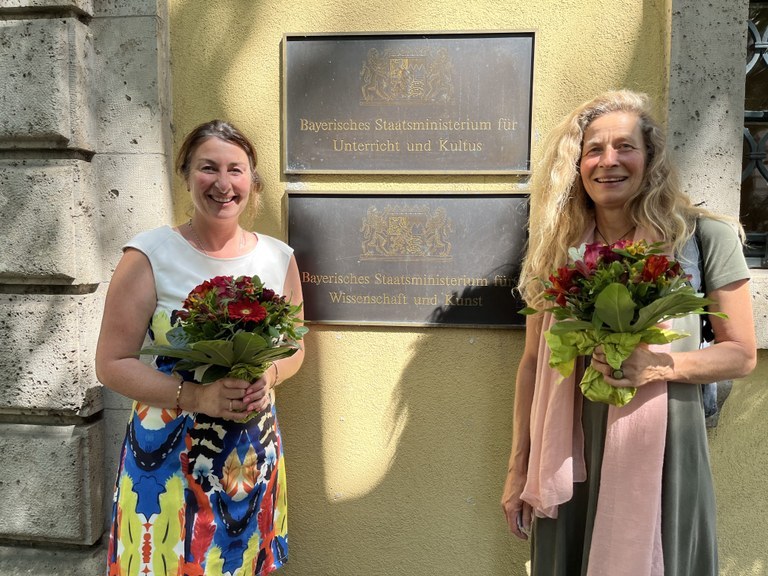 Bayerisches Staatsministerium für
Unterricht und Kultus
Bayerisches Staatsministerium für
Wissenschaft und Kunst